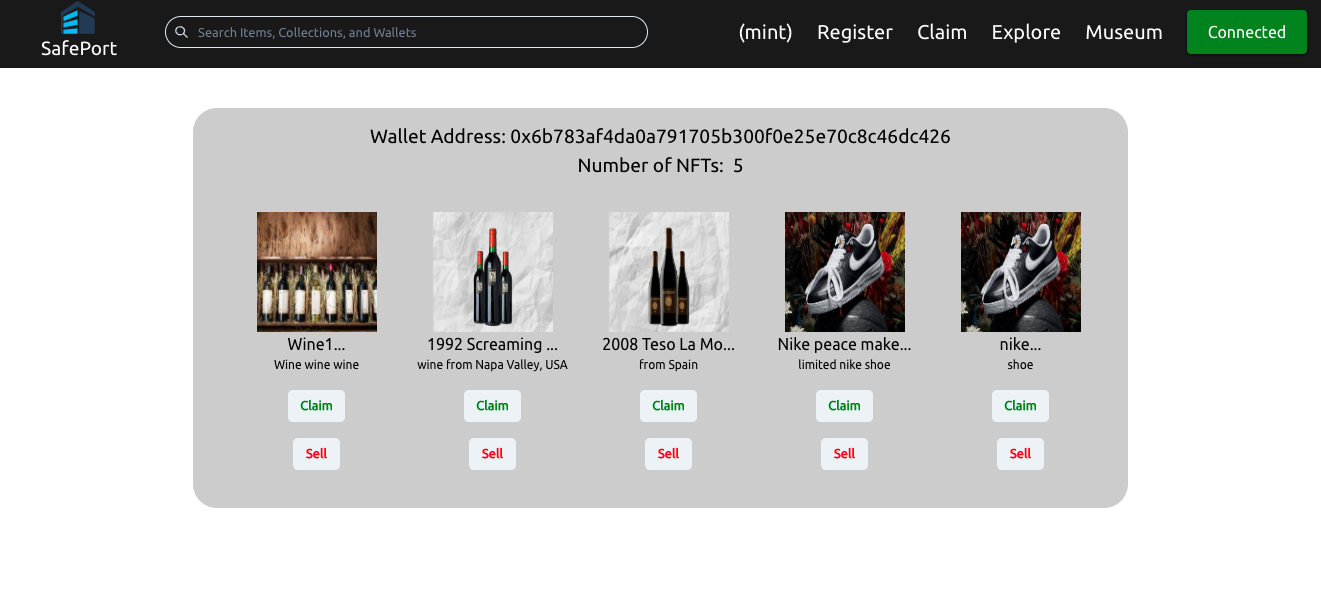 SafePort
Search Items, Collections, and Wallets
(mint) Register Claim Explore Museum Connected
Wallet Address: 0x6b783af4da0a791705b300f0e25e70c8c46dc426
Number of NFTs: 5
Wine1... 1992 Screaming ... 2008 Teso La Mo... Nike peace make... nike...
Wine wine wine wine from Napa Valley, USA from Spain limited nike shoe shoe
Claim Claim Claim Claim Claim
Sell Sell Sell Sell Sell